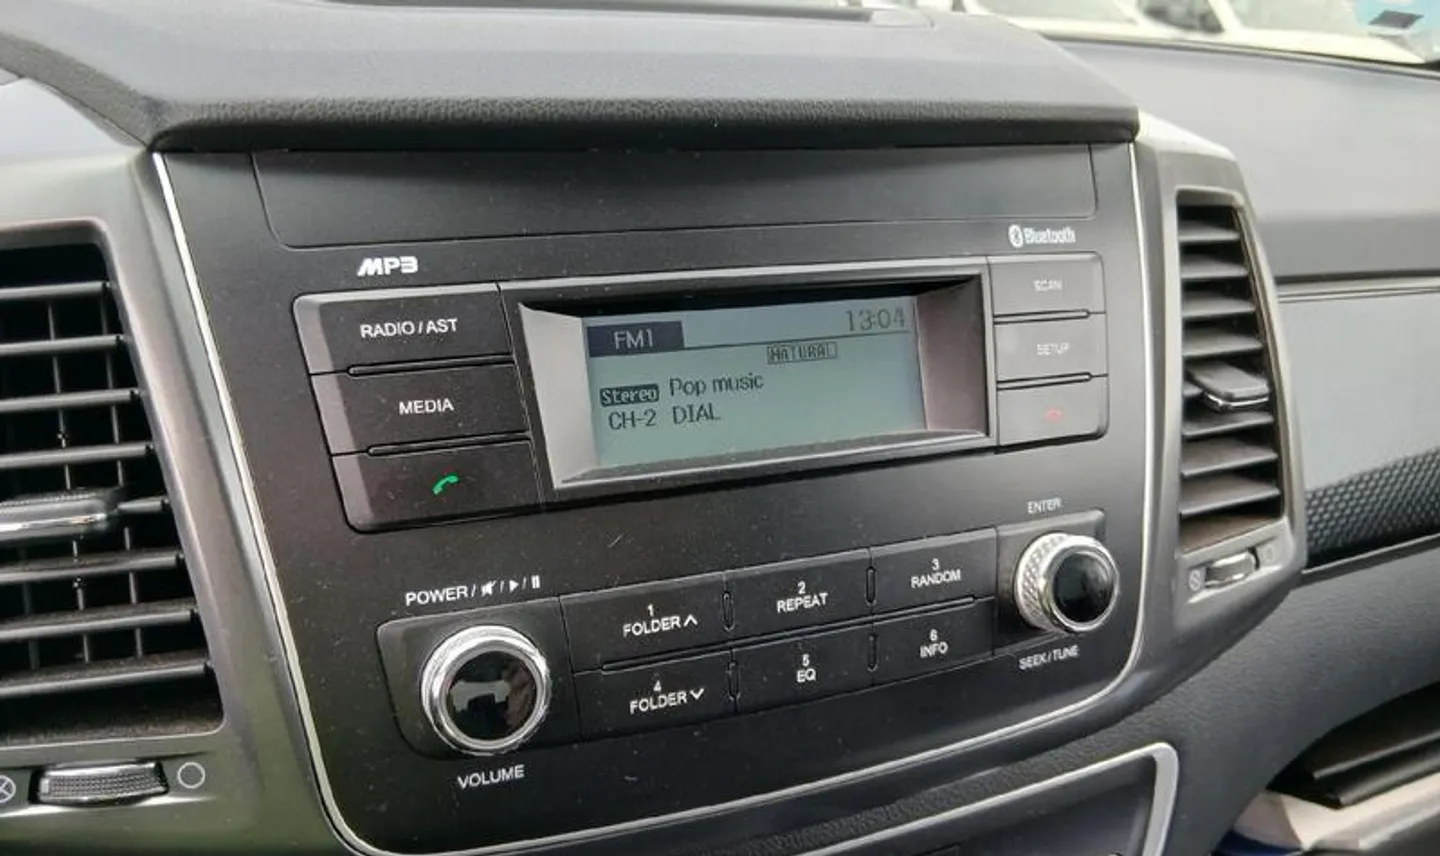 MP3
Bluetooth
RADIO / AST
MEDIA
FM1
13:04
NATURAL
Stereo Pop music
CH-2 DIAL
SCAN
SETUP
ENTER
POWER /
1
FOLDER
2
REPEAT
3
RANDOM
4
FOLDER
5
EQ
6
INFO
VOLUME
SEEK / TUNE